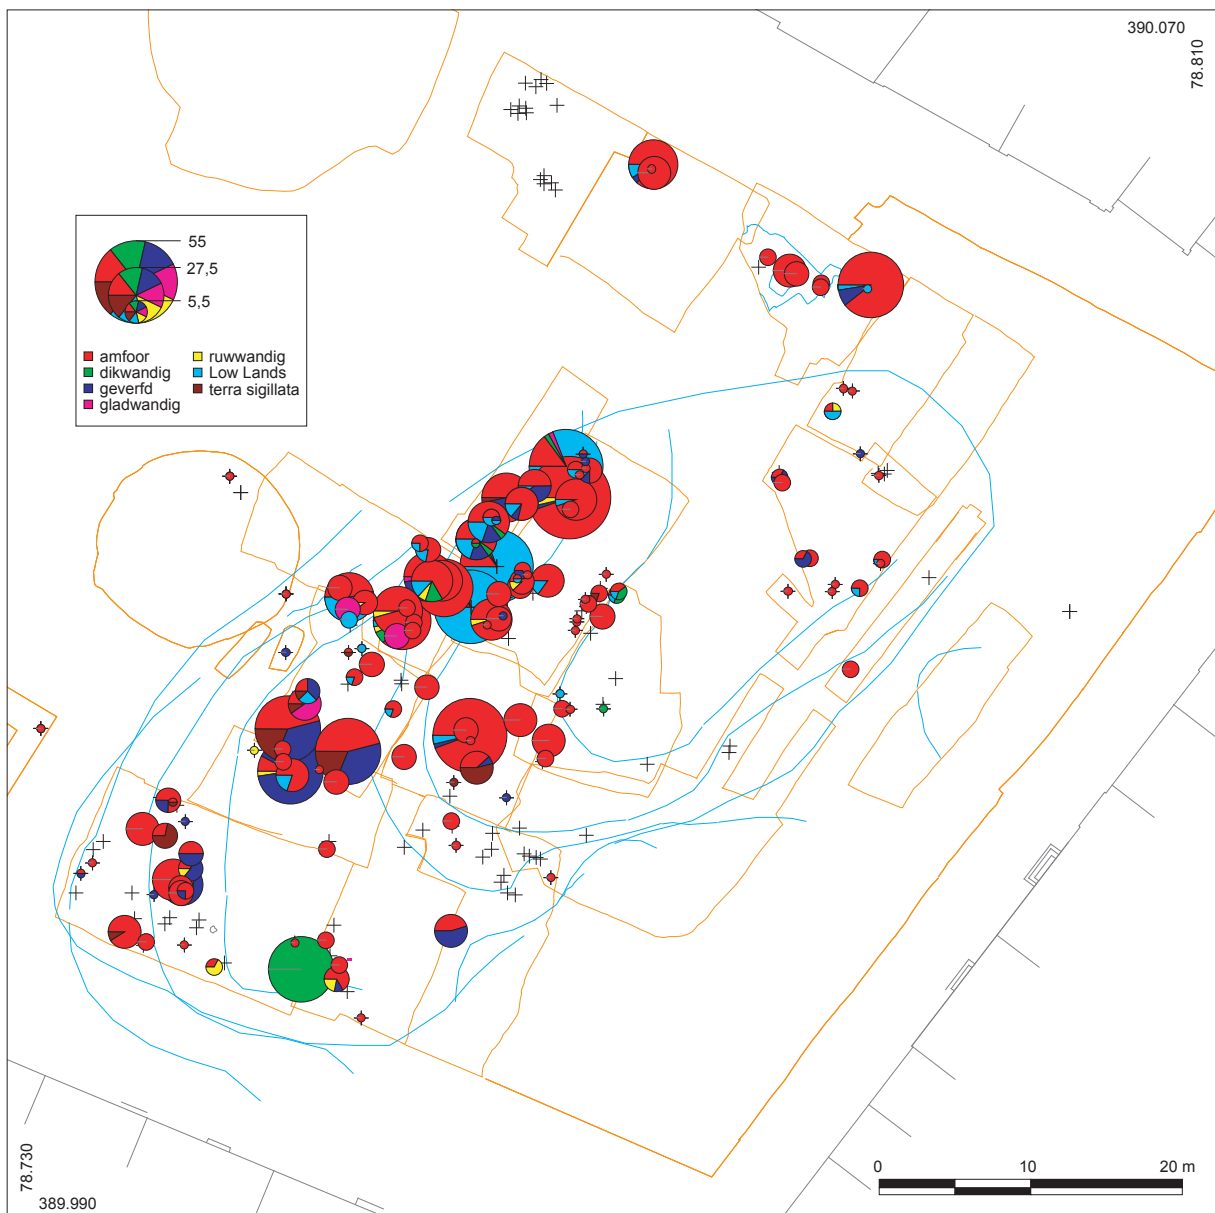 390.070
78.810
55
27,5
5,5
amfoor
dikwandig
geverfd
gladwandig
ruwwandig
Low Lands
terra sigillata
78.730
389.990
0 10 20 m